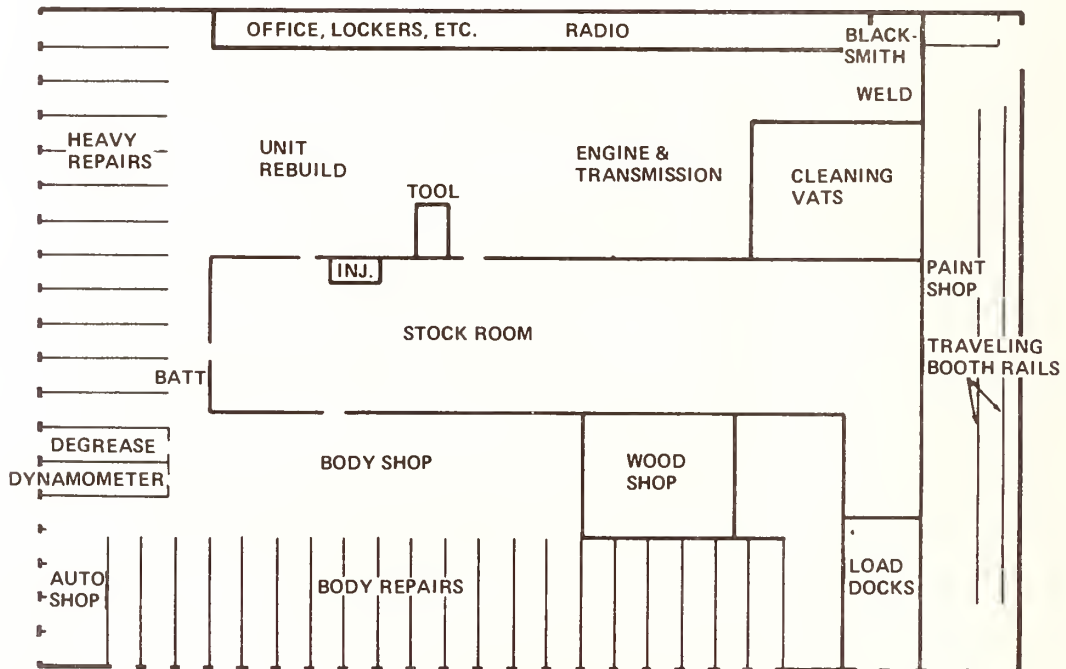 OFFICE, LOCKERS, ETC.
RADIO
BLACK-
SMITH
WELD
HEAVY
REPAIRS
UNIT
REBUILD
ENGINE &
TRANSMISSION
CLEANING
VATS
TOOL
INJ.
PAINT
SHOP
STOCK ROOM
TRAVELING
BOOTH RAILS
BATT
DEGREASE
DYNAMOMETER
BODY SHOP
WOOD
SHOP
AUTO
SHOP
BODY REPAIRS
LOAD
DOCKS